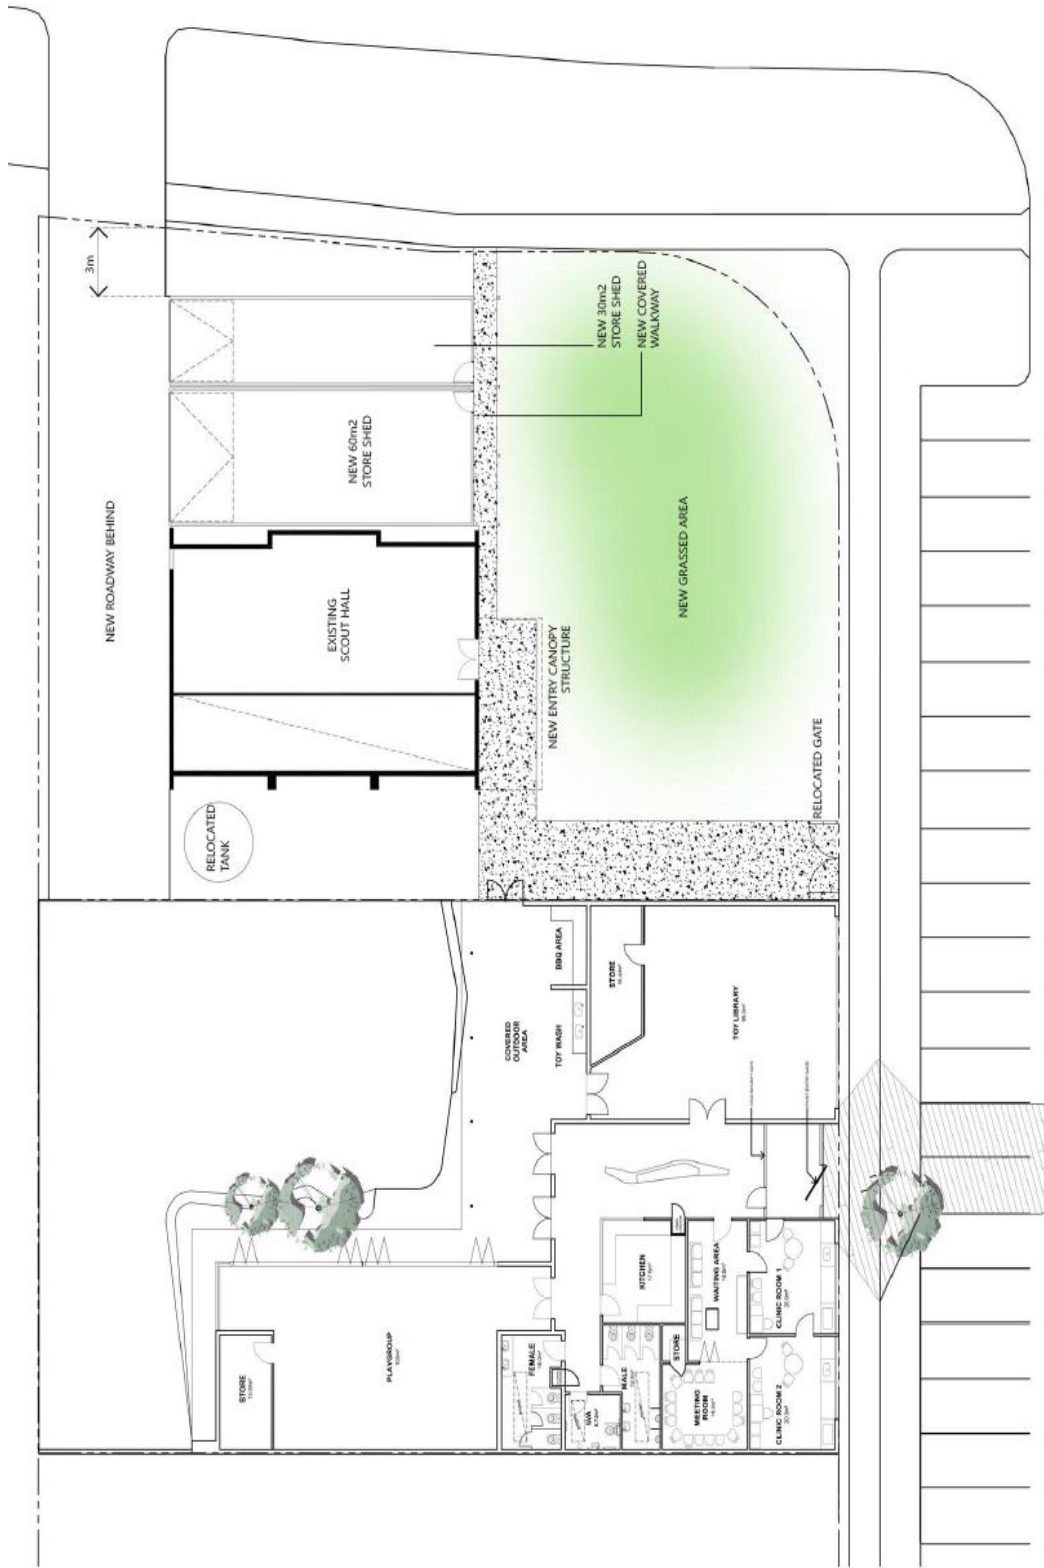 3m
NEW ROADWAY BEHIND
NEW 30m2
STORE SHED
NEW COVERED
WALKWAY
NEW 60m2
STORE SHED
EXISTING
SCOUT HALL
NEW GRASSED AREA
NEW ENTRY CANOPY
STRUCTURE
RELOCATED
TANK
RELOCATED GATE
BBQ AREA
STORE
COVERED
OUTDOOR
AREA
TOY WASH
TOY LIBRARY
KITCHEN
WAITING AREA
CLINIC ROOM 1
PLAYGROUP
STORE
FEMALE
MALE
STORE
MEETING
ROOM
CLINIC ROOM 2